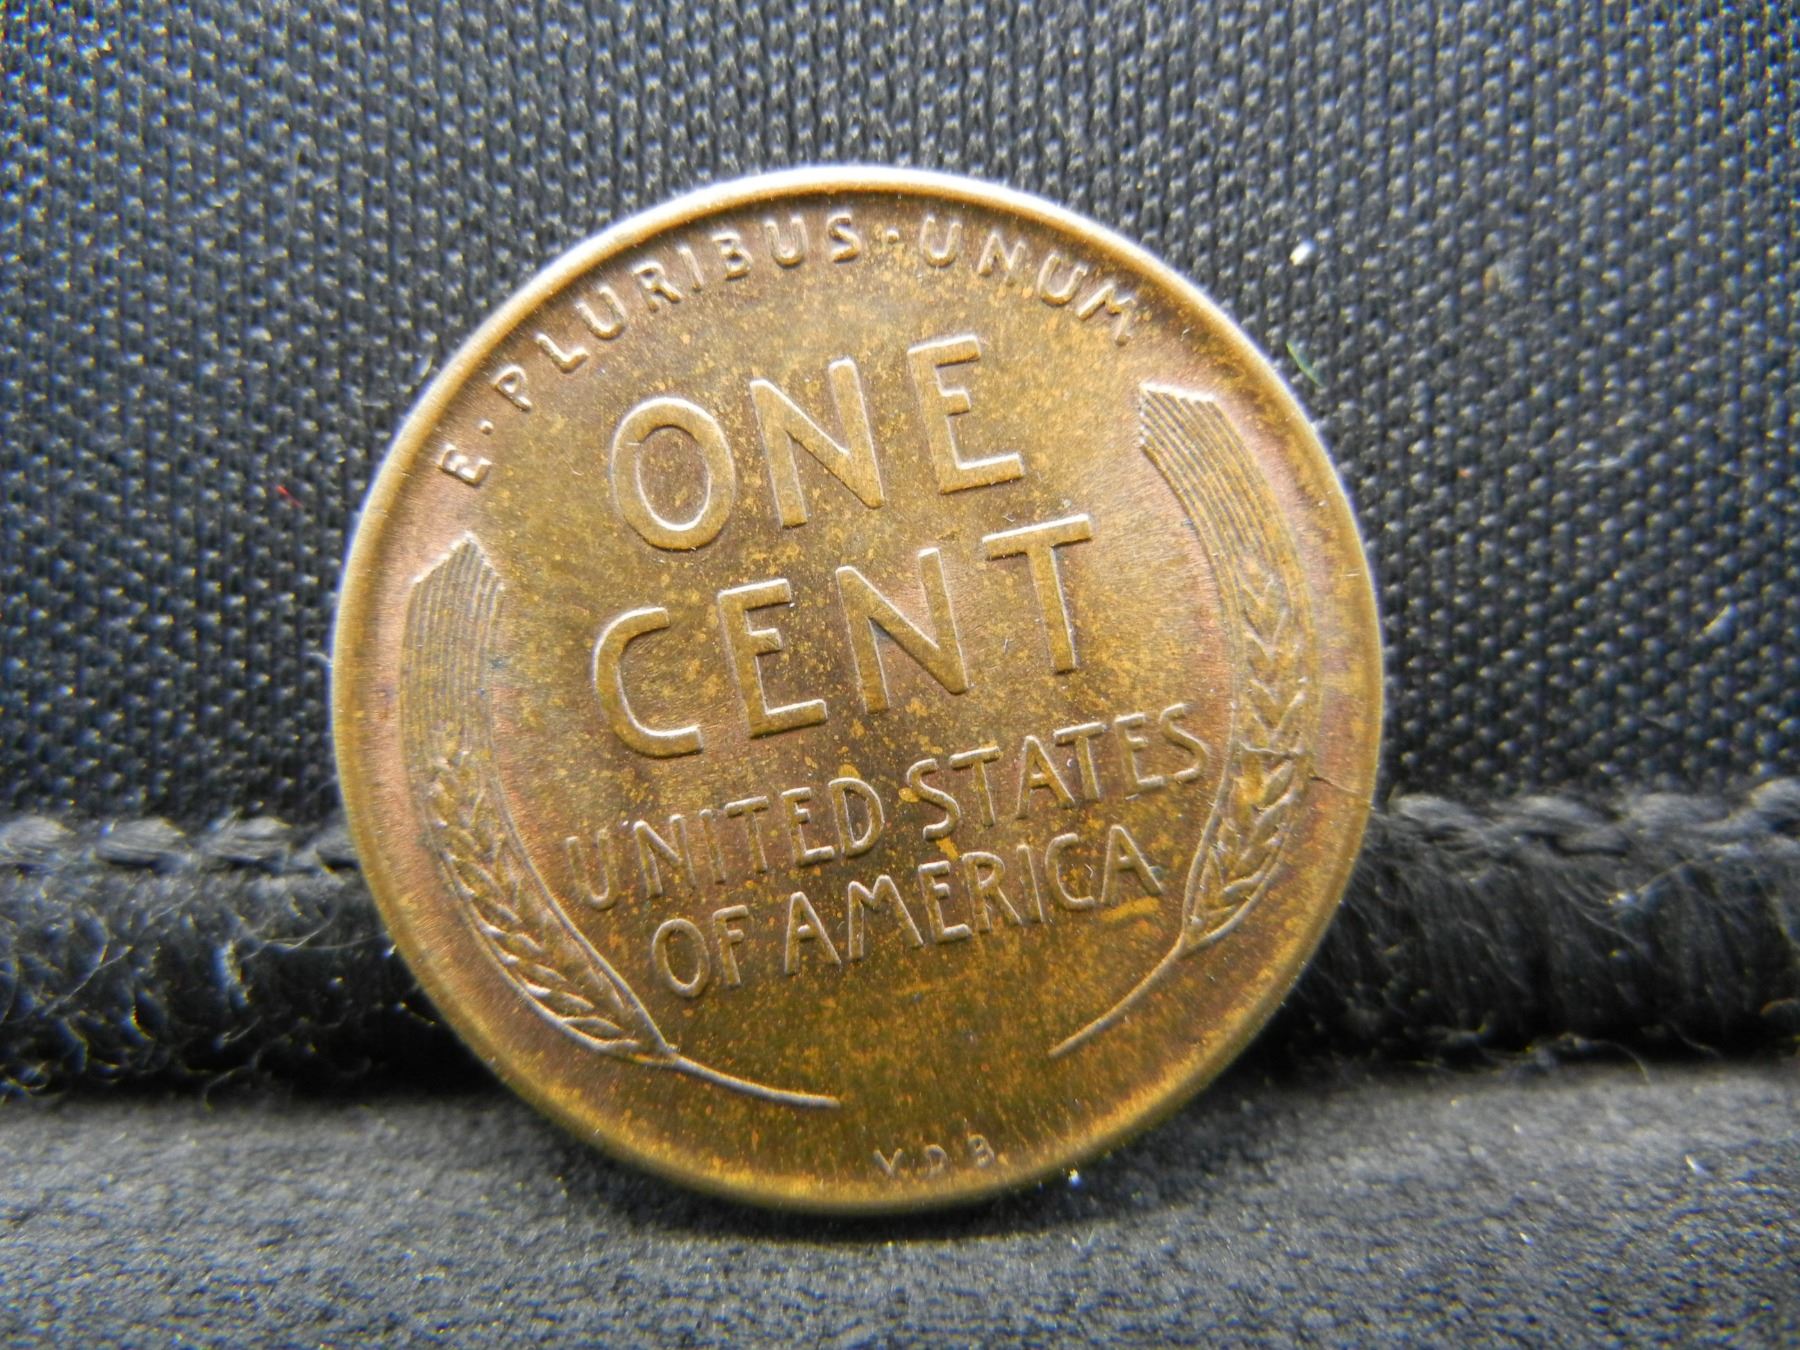 E·PLURIBUS·UNUM
ONE
CENT
UNITED STATES
OF AMERICA
V D B